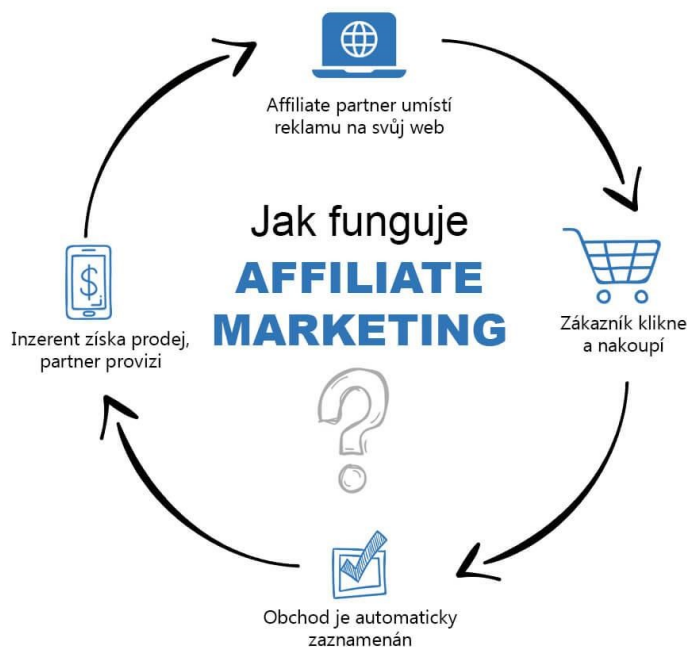 Affiliate partner umístí
reklamu na svůj web
Jak funguje
AFFILIATE
MARKETING
?
Zákazník klikne
a nakoupí
Obchod je automaticky
zaznamenán
$
Inzerent získa prodej,
partner provizi